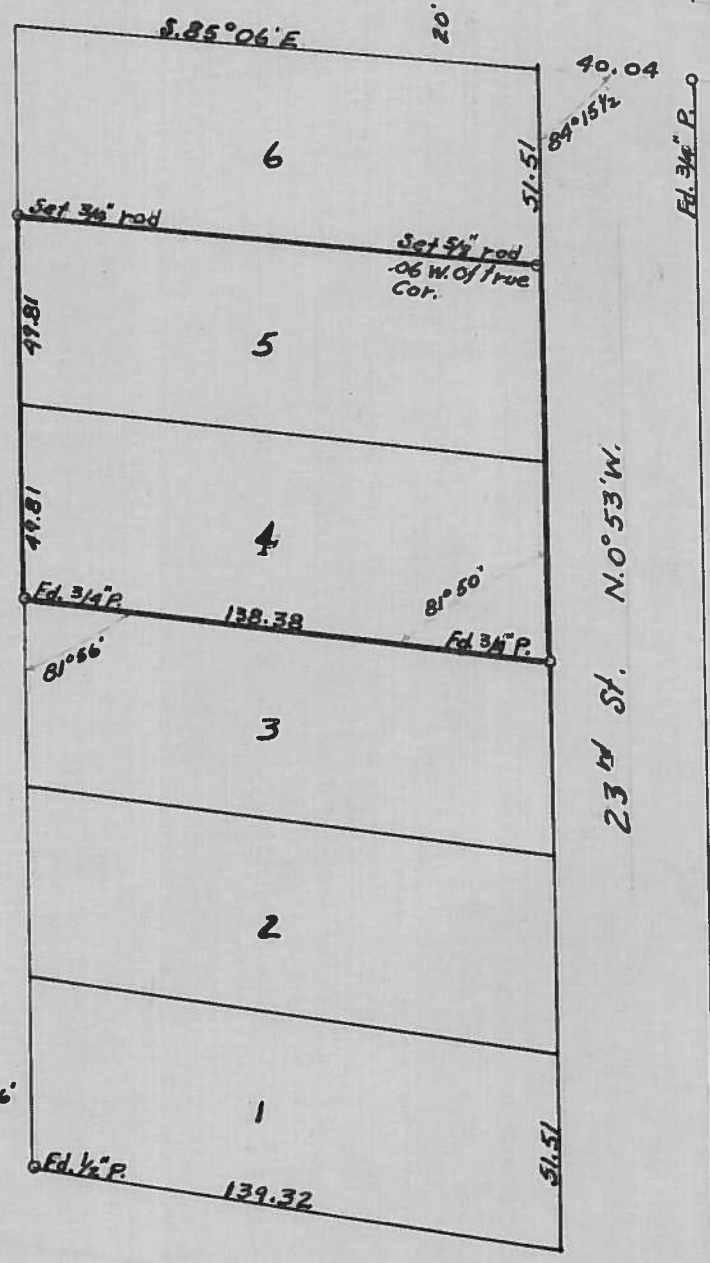 S.85°06'E
20'
40.04
84°15½
51.51
Fd. 3/4" P.
6
Set 3/4" rod
Set 5/8" rod
.06 W. Of true
Cor.
49.81
5
49.81
4
81°50'
Fd. 3/4" P.
138.38
Fd. 3/4" P.
81°56'
3
23rd St. N.0°53'W.
2
6'
1
51.51
Fd. 1/2" P.
139.32